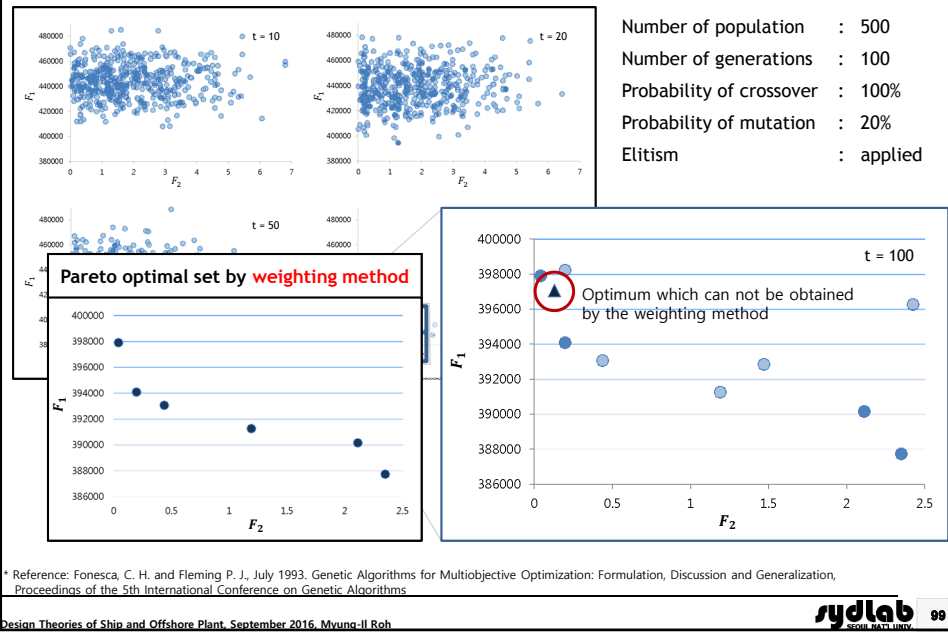 480000
460000
440000
420000
400000
380000
F1
0 1 2 3 4 5 6 7
F2
t = 10
480000
460000
440000
420000
400000
380000
F1
0 1 2 3 4 5 6 7
F2
t = 20
Number of population : 500
Number of generations : 100
Probability of crossover : 100%
Probability of mutation : 20%
Elitism : applied
480000
460000
F1
t = 50
480000
460000
Pareto optimal set by weighting method
400000
398000
396000
394000
392000
390000
388000
386000
F1
0 0.5 1 1.5 2 2.5
F2
400000
398000
396000
394000
392000
390000
388000
386000
F1
t = 100
Optimum which can not be obtained
by the weighting method
0 0.5 1 1.5 2 2.5
F2
* Reference: Fonesca, C. H. and Fleming P. J., July 1993. Genetic Algorithms for Multiobjective Optimization: Formulation, Discussion and Generalization,
Proceedings of the 5th International Conference on Genetic Algorithms
Design Theories of Ship and Offshore Plant, September 2016, Myung-Il Roh
sydlab
SEOUL NAT'L UNIV.
99